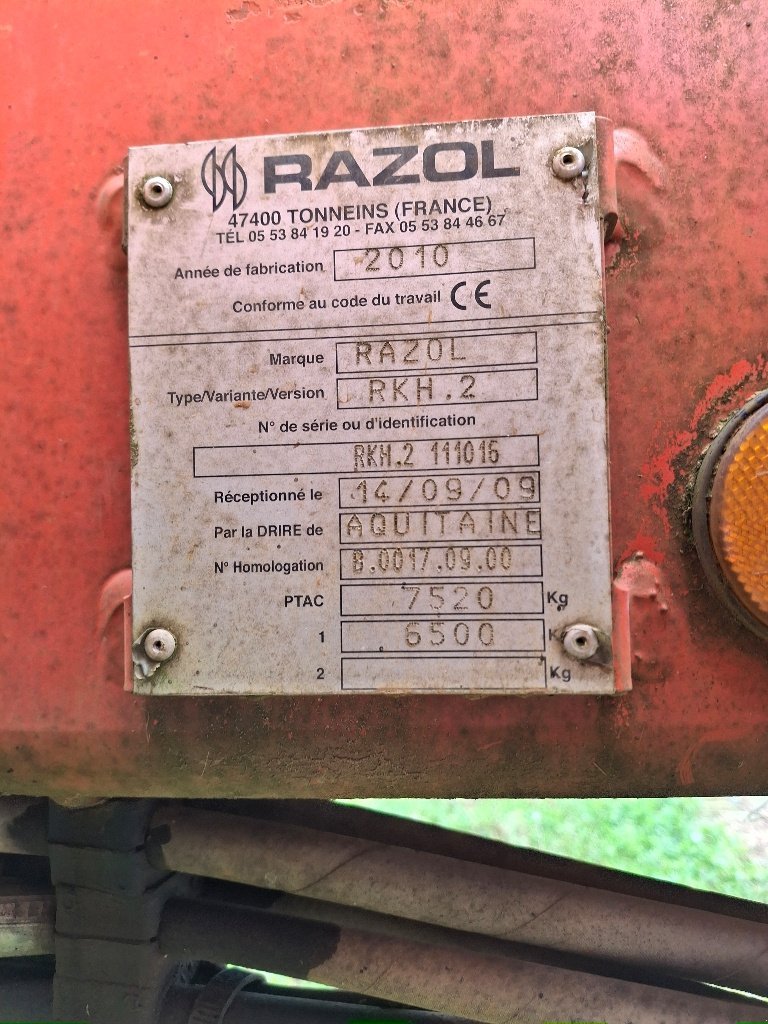 RAZOL
47400 TONNEINS (FRANCE)
TÉL 05 53 84 19 20 - FAX 05 53 84 46 67
Année de fabrication 2010
Conforme au code du travail CE
Marque RAZOL
Type/Variante/Version RKH.2
N° de série ou d'identification
RKH.2 111016
Réceptionné le 14/09/09
Par la DRIRE de AQUITAINE
N° Homologation B.0017.09.00
PTAC 7520 Kg
1 6500 K
2 Kg